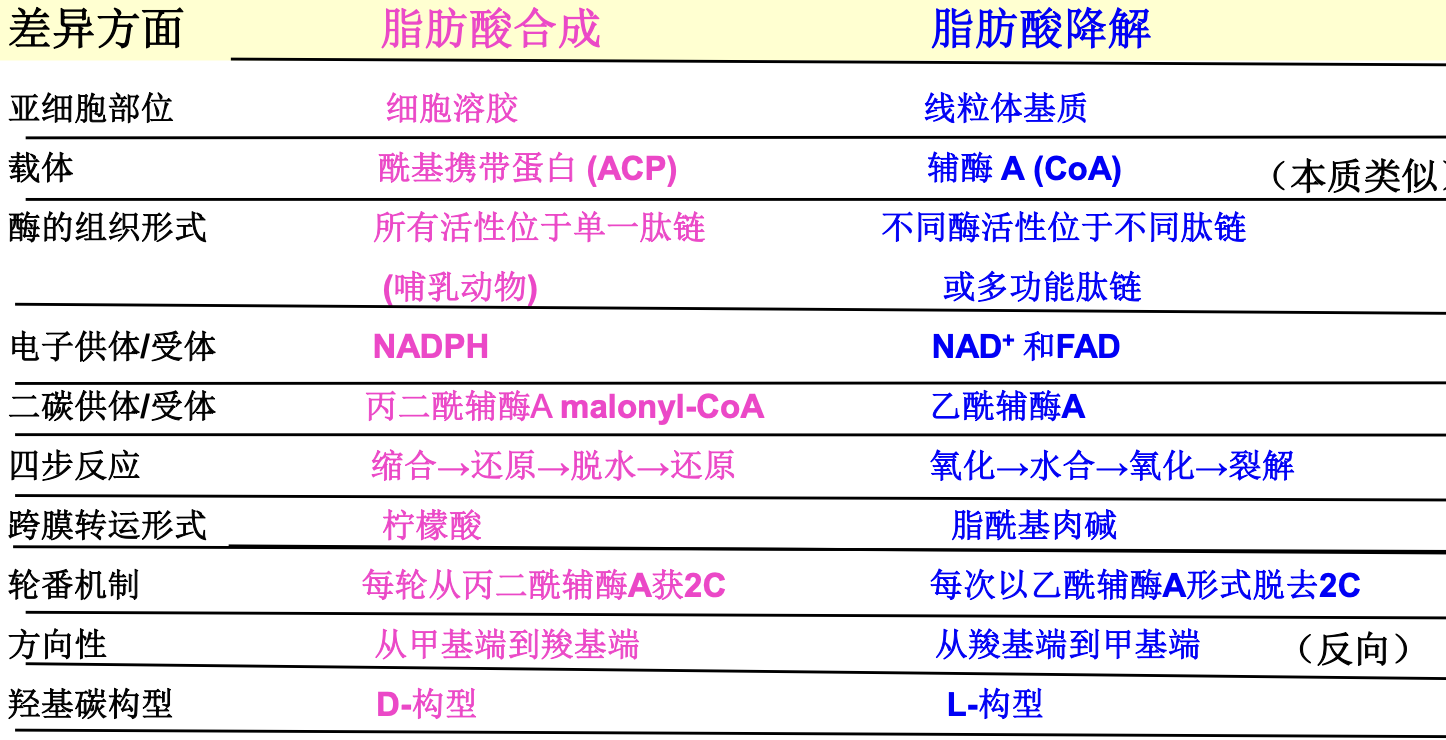 差异方面 脂肪酸合成 脂肪酸降解
亚细胞部位 细胞溶胶 线粒体基质
载体 酰基携带蛋白 (ACP) 辅酶 A (CoA) （本质类似）
酶的组织形式 所有活性位于单一肽链 不同酶活性位于不同肽链
(哺乳动物) 或多功能肽链
电子供体/受体 NADPH NAD⁺ 和FAD
二碳供体/受体 丙二酰辅酶A malonyl-CoA 乙酰辅酶A
四步反应 缩合→还原→脱水→还原 氧化→水合→氧化→裂解
跨膜转运形式 柠檬酸 脂酰基肉碱
轮番机制 每轮从丙二酰辅酶A获2C 每次以乙酰辅酶A形式脱去2C
方向性 从甲基端到羧基端 从羧基端到甲基端 （反向）
羟基碳构型 D-构型 L-构型